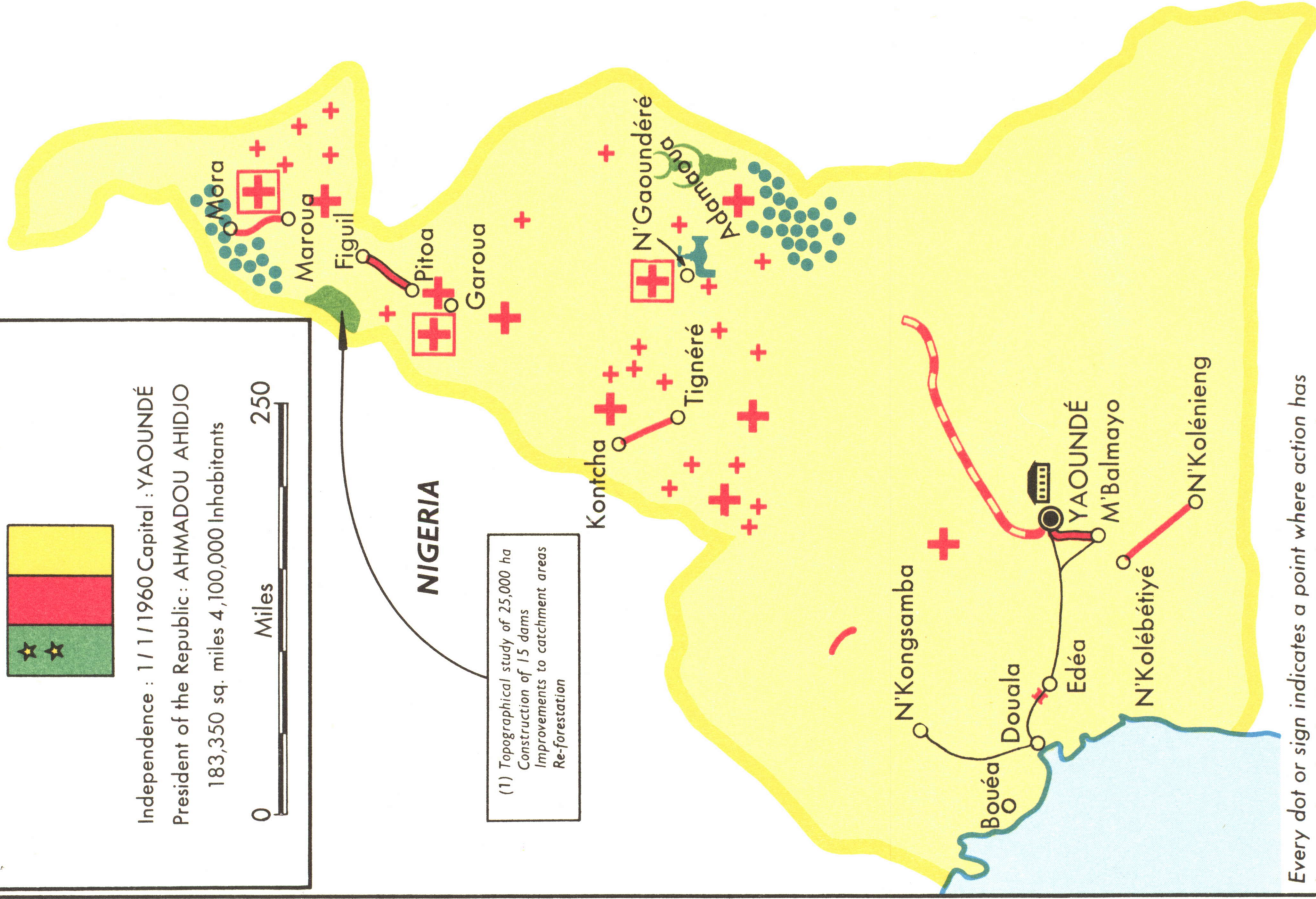 Independence : 1/1/1960 Capital : YAOUNDÉ
President of the Republic : AHMADOU AHIDJO
183,350 sq. miles 4,100,000 Inhabitants
0 Miles 250
NIGERIA
(1) Topographical study of 25,000 ha
Construction of 15 dams
Improvements to catchment areas
Re-forestation
Mora
Maroua
Figuil
Pitoa
Garoua
N'Gaoundéré
Adamaoua
Tignéré
Kontcha
YAOUNDÉ
M'Balmayo
N'Kolénieng
N'Kolébétiyé
N'Kongsamba
Douala
Edéa
Bouéa
Every dot or sign indicates a point where action has